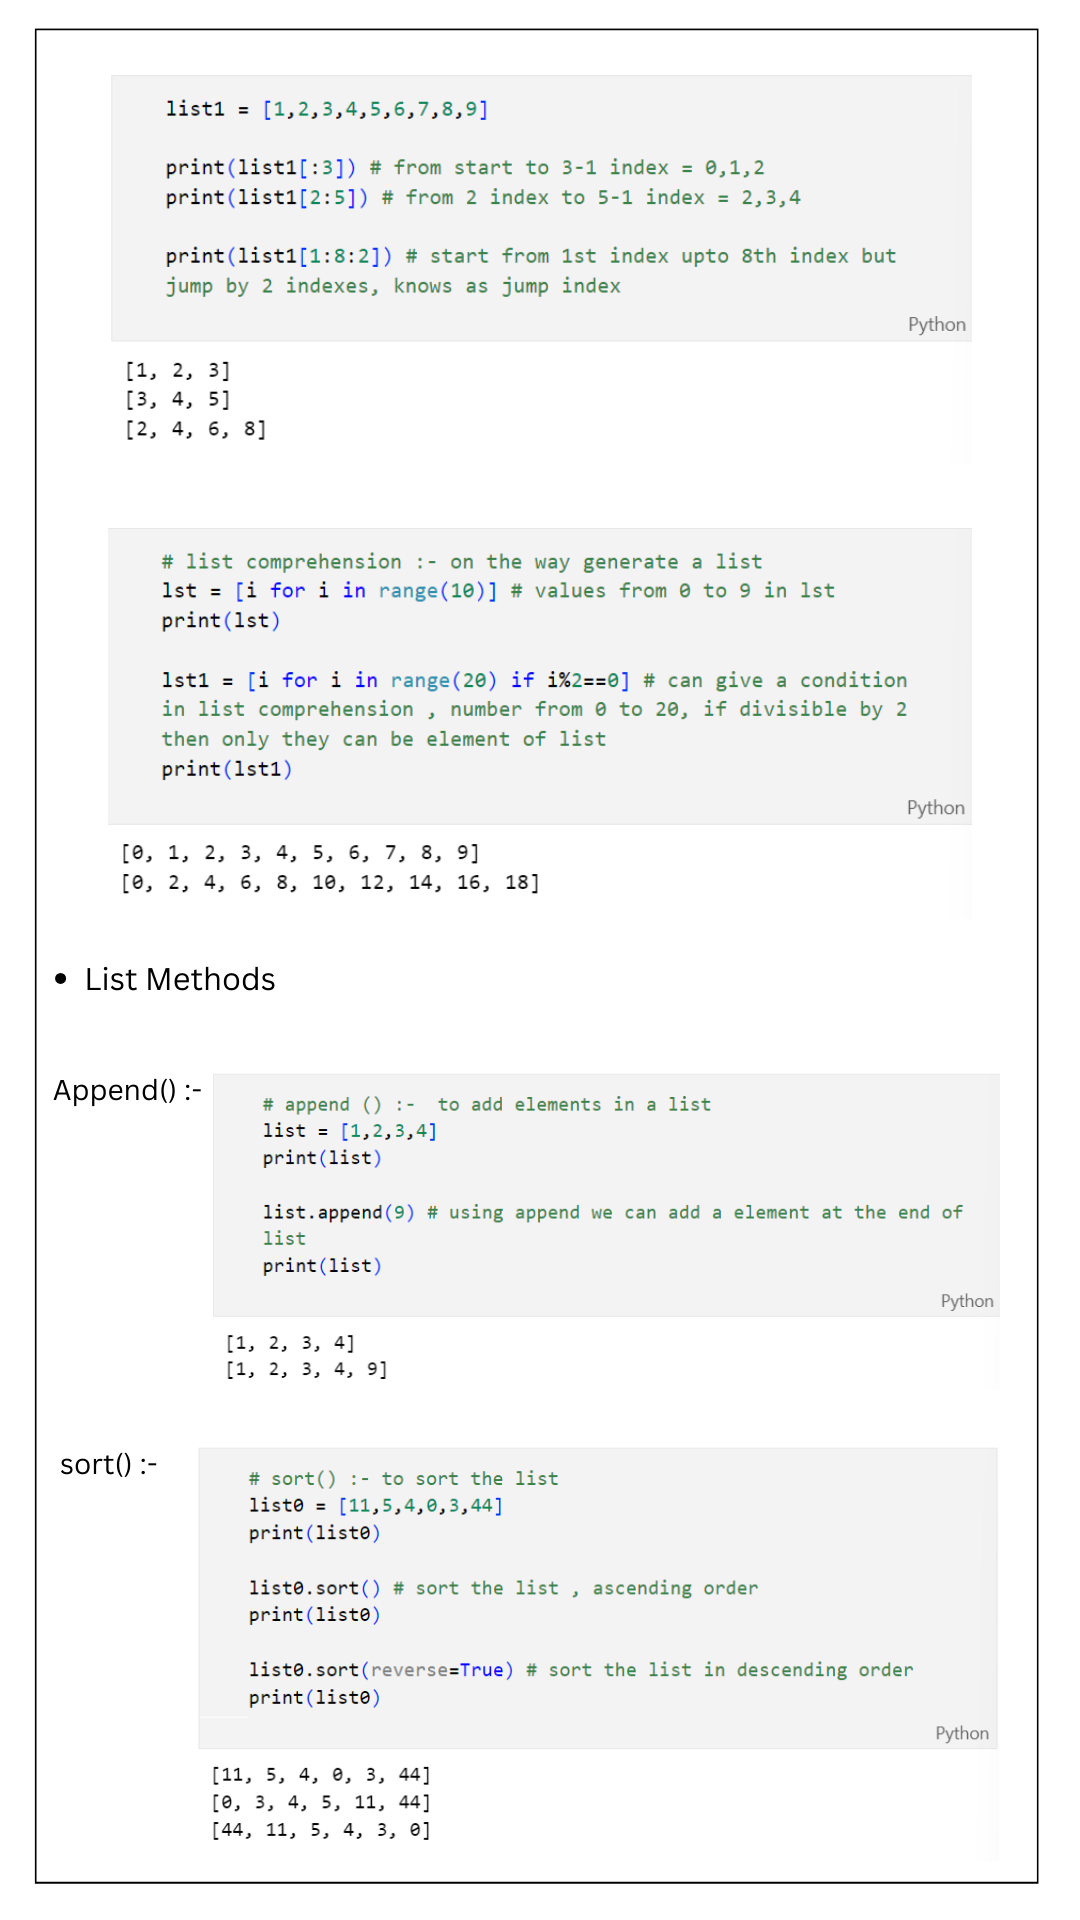 list1 = [1,2,3,4,5,6,7,8,9]
print(list1[:3]) # from start to 3-1 index = 0,1,2
print(list1[2:5]) # from 2 index to 5-1 index = 2,3,4
print(list1[1:8:2]) # start from 1st index upto 8th index but
jump by 2 indexes, knows as jump index
Python
[1, 2, 3]
[3, 4, 5]
[2, 4, 6, 8]
# list comprehension :- on the way generate a list
lst = [i for i in range(10)] # values from 0 to 9 in lst
print(lst)
lst1 = [i for i in range(20) if i%2==0] # can give a condition
in list comprehension , number from 0 to 20, if divisible by 2
then only they can be element of list
print(lst1)
Python
[0, 1, 2, 3, 4, 5, 6, 7, 8, 9]
[0, 2, 4, 6, 8, 10, 12, 14, 16, 18]
• List Methods
Append() :-
# append () :-  to add elements in a list
list = [1,2,3,4]
print(list)
list.append(9) # using append we can add a element at the end of
list
print(list)
Python
[1, 2, 3, 4]
[1, 2, 3, 4, 9]
sort() :-
# sort() :- to sort the list
list0 = [11,5,4,0,3,44]
print(list0)
list0.sort() # sort the list , ascending order
print(list0)
list0.sort(reverse=True) # sort the list in descending order
print(list0)
Python
[11, 5, 4, 0, 3, 44]
[0, 3, 4, 5, 11, 44]
[44, 11, 5, 4, 3, 0]